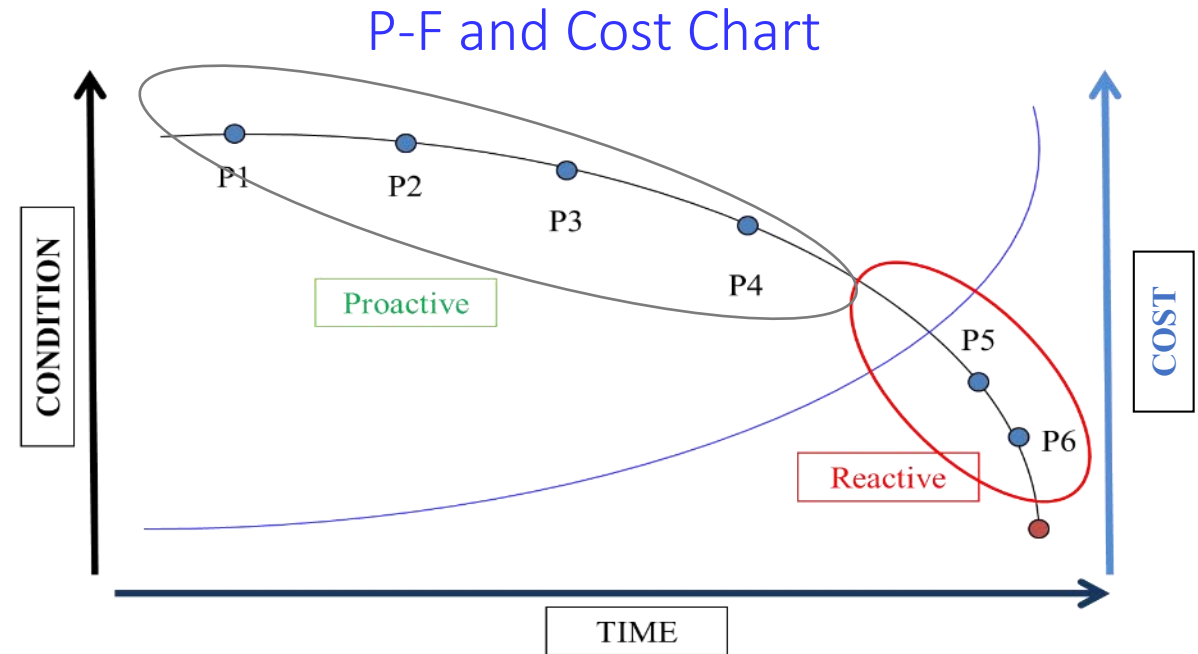 P-F and Cost Chart
P1
P2
P3
P4
P5
P6
Proactive
Reactive
CONDITION
COST
TIME